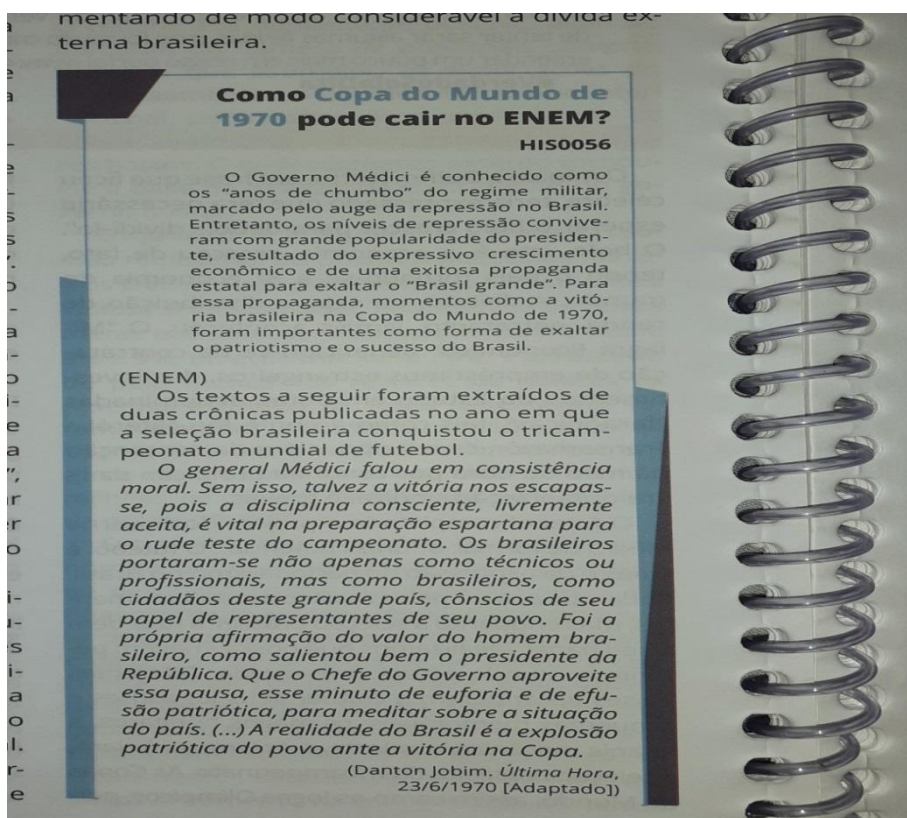 mentando de modo considerável a dívida ex-
terna brasileira.
Como Copa do Mundo de
1970 pode cair no ENEM?
HIS0056
O Governo Médici é conhecido como
os “anos de chumbo” do regime militar,
marcado pelo auge da repressão no Brasil.
Entretanto, os níveis de repressão convive-
ram com grande popularidade do presiden-
te, resultado do expressivo crescimento
econômico e de uma exitosa propaganda
estatal para exaltar o “Brasil grande”. Para
essa propaganda, momentos como a vitó-
ria brasileira na Copa do Mundo de 1970,
foram importantes como forma de exaltar
o patriotismo e o sucesso do Brasil.
(ENEM)
Os textos a seguir foram extraídos de
duas crônicas publicadas no ano em que
a seleção brasileira conquistou o tricam-
peonato mundial de futebol.
O general Médici falou em consistência
moral. Sem isso, talvez a vitória nos escapas-
se, pois a disciplina consciente, livremente
aceita, é vital na preparação espartana para
o rude teste do campeonato. Os brasileiros
portaram-se não apenas como técnicos ou
profissionais, mas como brasileiros, como
cidadãos deste grande país, cônscios de seu
papel de representantes de seu povo. Foi a
própria afirmação do valor do homem bra-
sileiro, como salientou bem o presidente da
República. Que o Chefe do Governo aproveite
essa pausa, esse minuto de euforia e de efu-
são patriótica, para meditar sobre a situação
do país. (...) A realidade do Brasil é a explosão
patriótica do povo ante a vitória na Copa.
(Danton Jobim. Última Hora,
23/6/1970 [Adaptado])